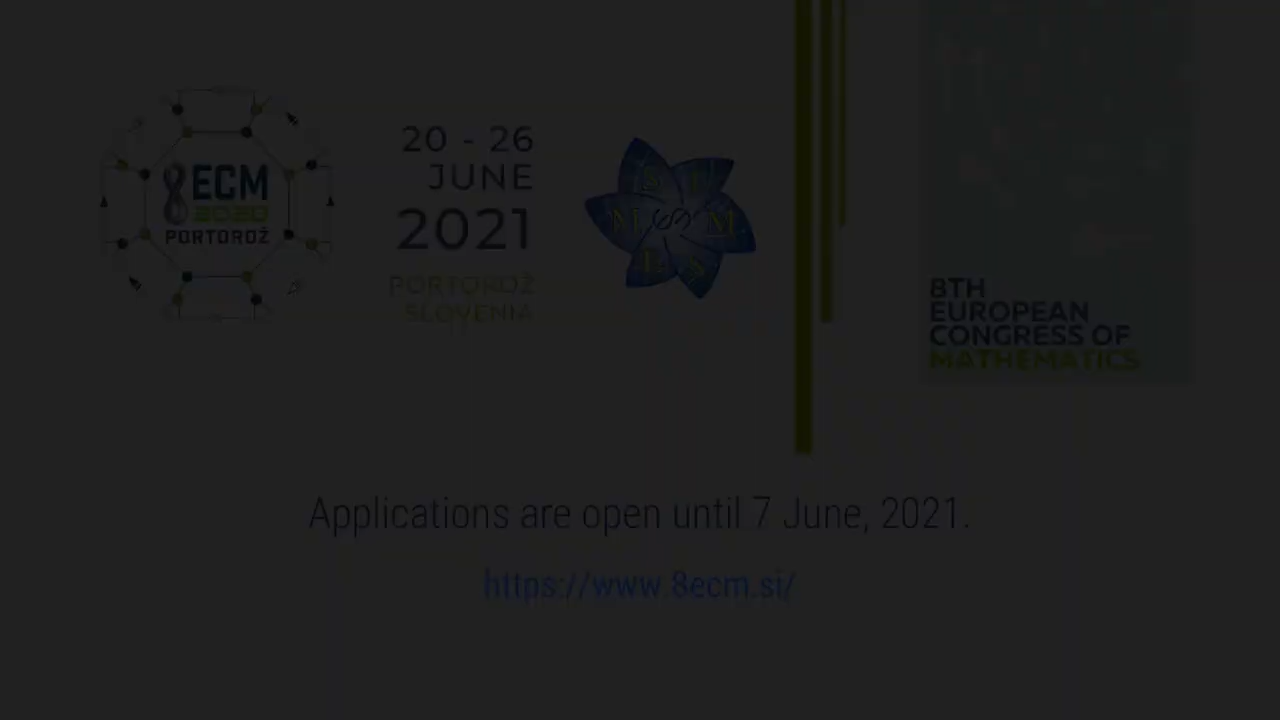 8ECM
2020
PORTOROŽ
20 - 26
JUNE
2021
PORTOROŽ
SLOVENIA
8TH
EUROPEAN
CONGRESS OF
MATHEMATICS
Applications are open until 7 June, 2021.
https://www.8ecm.si/